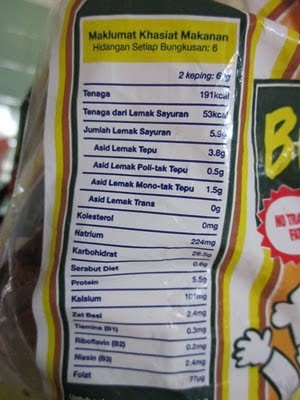 Maklumat Khasiat Makanan
Hidangan Setiap Bungkusan: 6
2 keping:
Tenaga 191kcal
Tenaga dari Lemak Sayuran 53kcal
Jumlah Lemak Sayuran 5.9g
Asid Lemak Tepu 3.8g
Asid Lemak Poli-tak Tepu 0.5g
Asid Lemak Mono-tak Tepu 1.5g
Asid Lemak Trans 0g
Kolesterol 0mg
Natrium 224mg
Karbohidrat 28.5g
Serabut Diet 0.6g
Protein 5.5g
Kalsium 101mg
Zat Besi 2.4mg
Tiamina (B1) 0.3mg
Riboflavin (B2) 0.2mg
Niasin (B3) 2.4mg
Folat 77µg
B
NO TR
FA